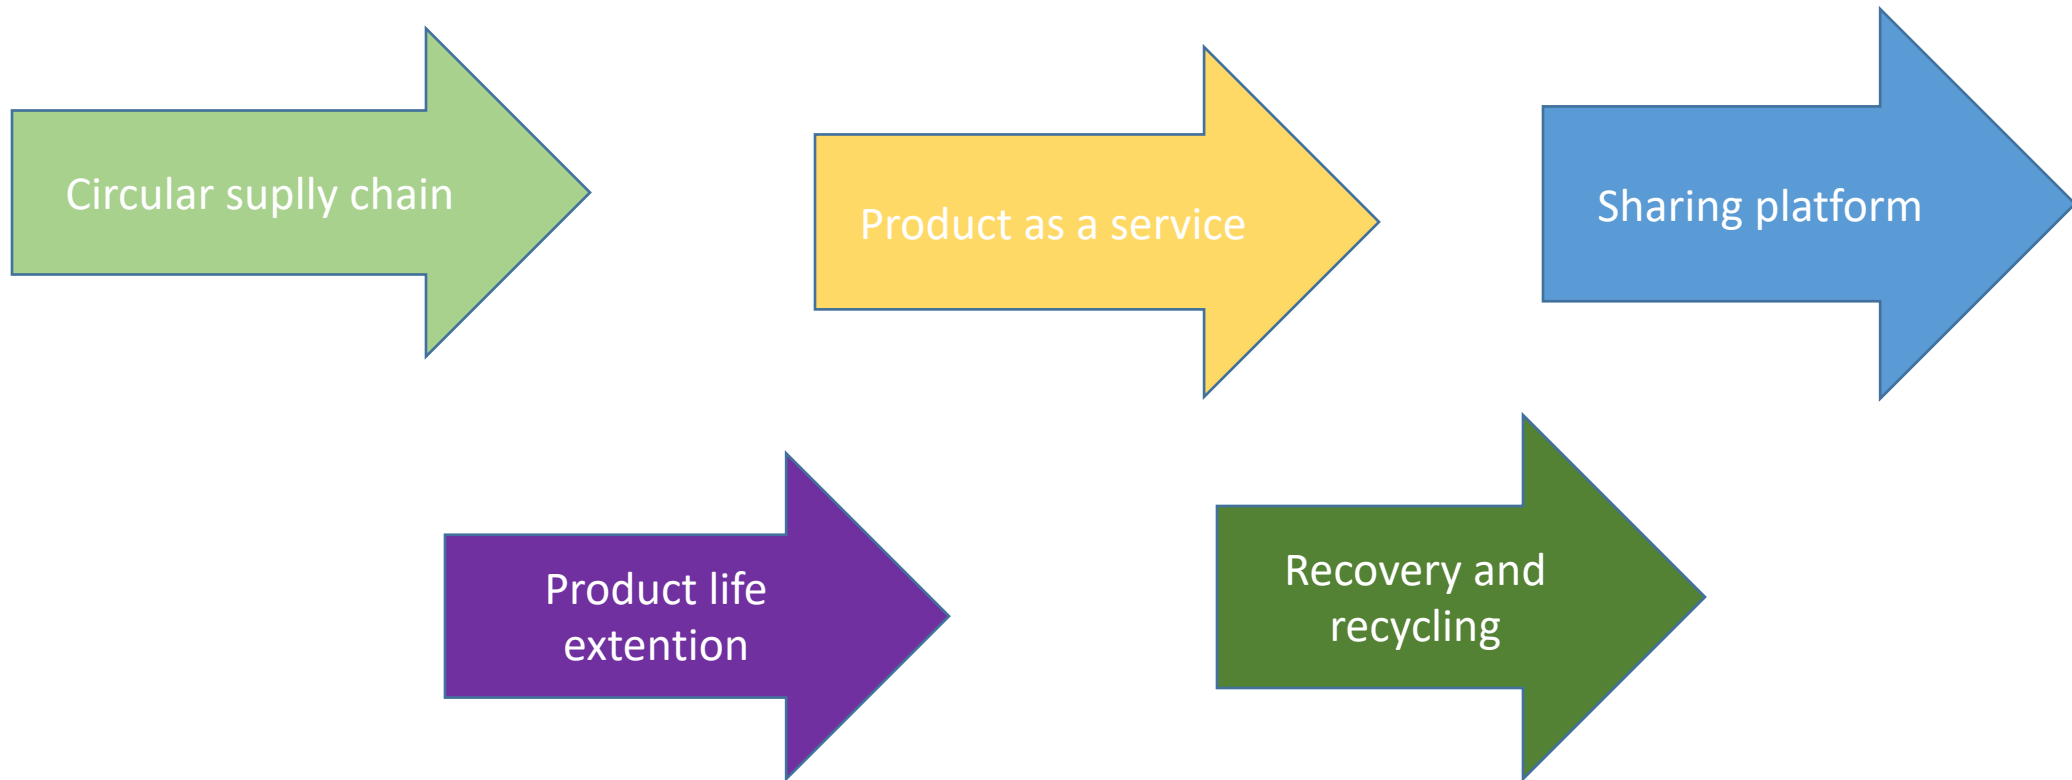 Circular suplly chain
Product as a service
Sharing platform
Product life
extention
Recovery and
recycling